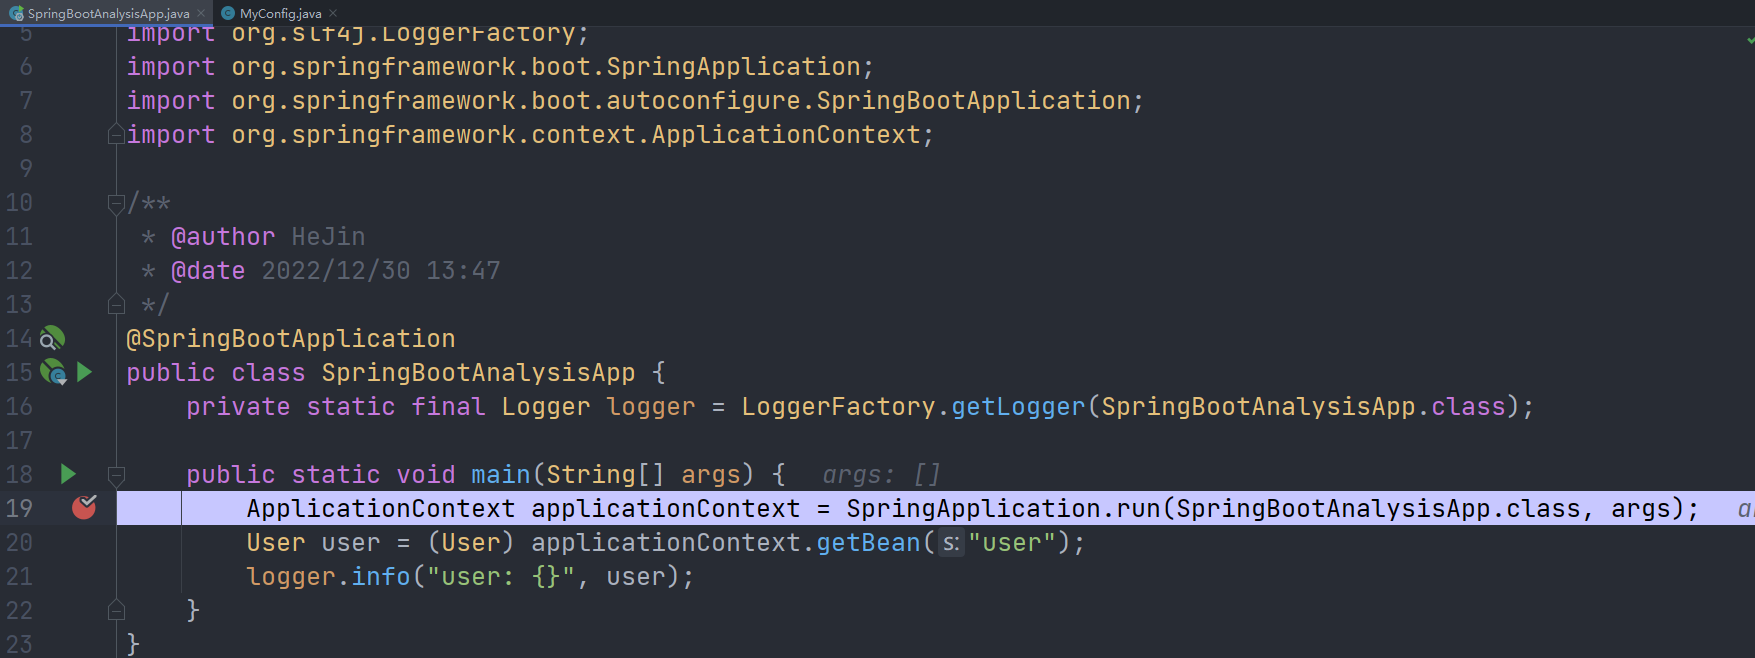 SpringBootAnalysisApp.java × MyConfig.java ×
5 import org.slf4j.LoggerFactory;
6 import org.springframework.boot.SpringApplication;
7 import org.springframework.boot.autoconfigure.SpringBootApplication;
8 import org.springframework.context.ApplicationContext;
9
10 /**
11 * @author HeJin
12 * @date 2022/12/30 13:47
13 */
14 @SpringBootApplication
15 public class SpringBootAnalysisApp {
16 private static final Logger logger = LoggerFactory.getLogger(SpringBootAnalysisApp.class);
17
18 public static void main(String[] args) { args: []
19 ApplicationContext applicationContext = SpringApplication.run(SpringBootAnalysisApp.class, args);
20 User user = (User) applicationContext.getBean( s: "user");
21 logger.info("user: {}", user);
22 }
23 }